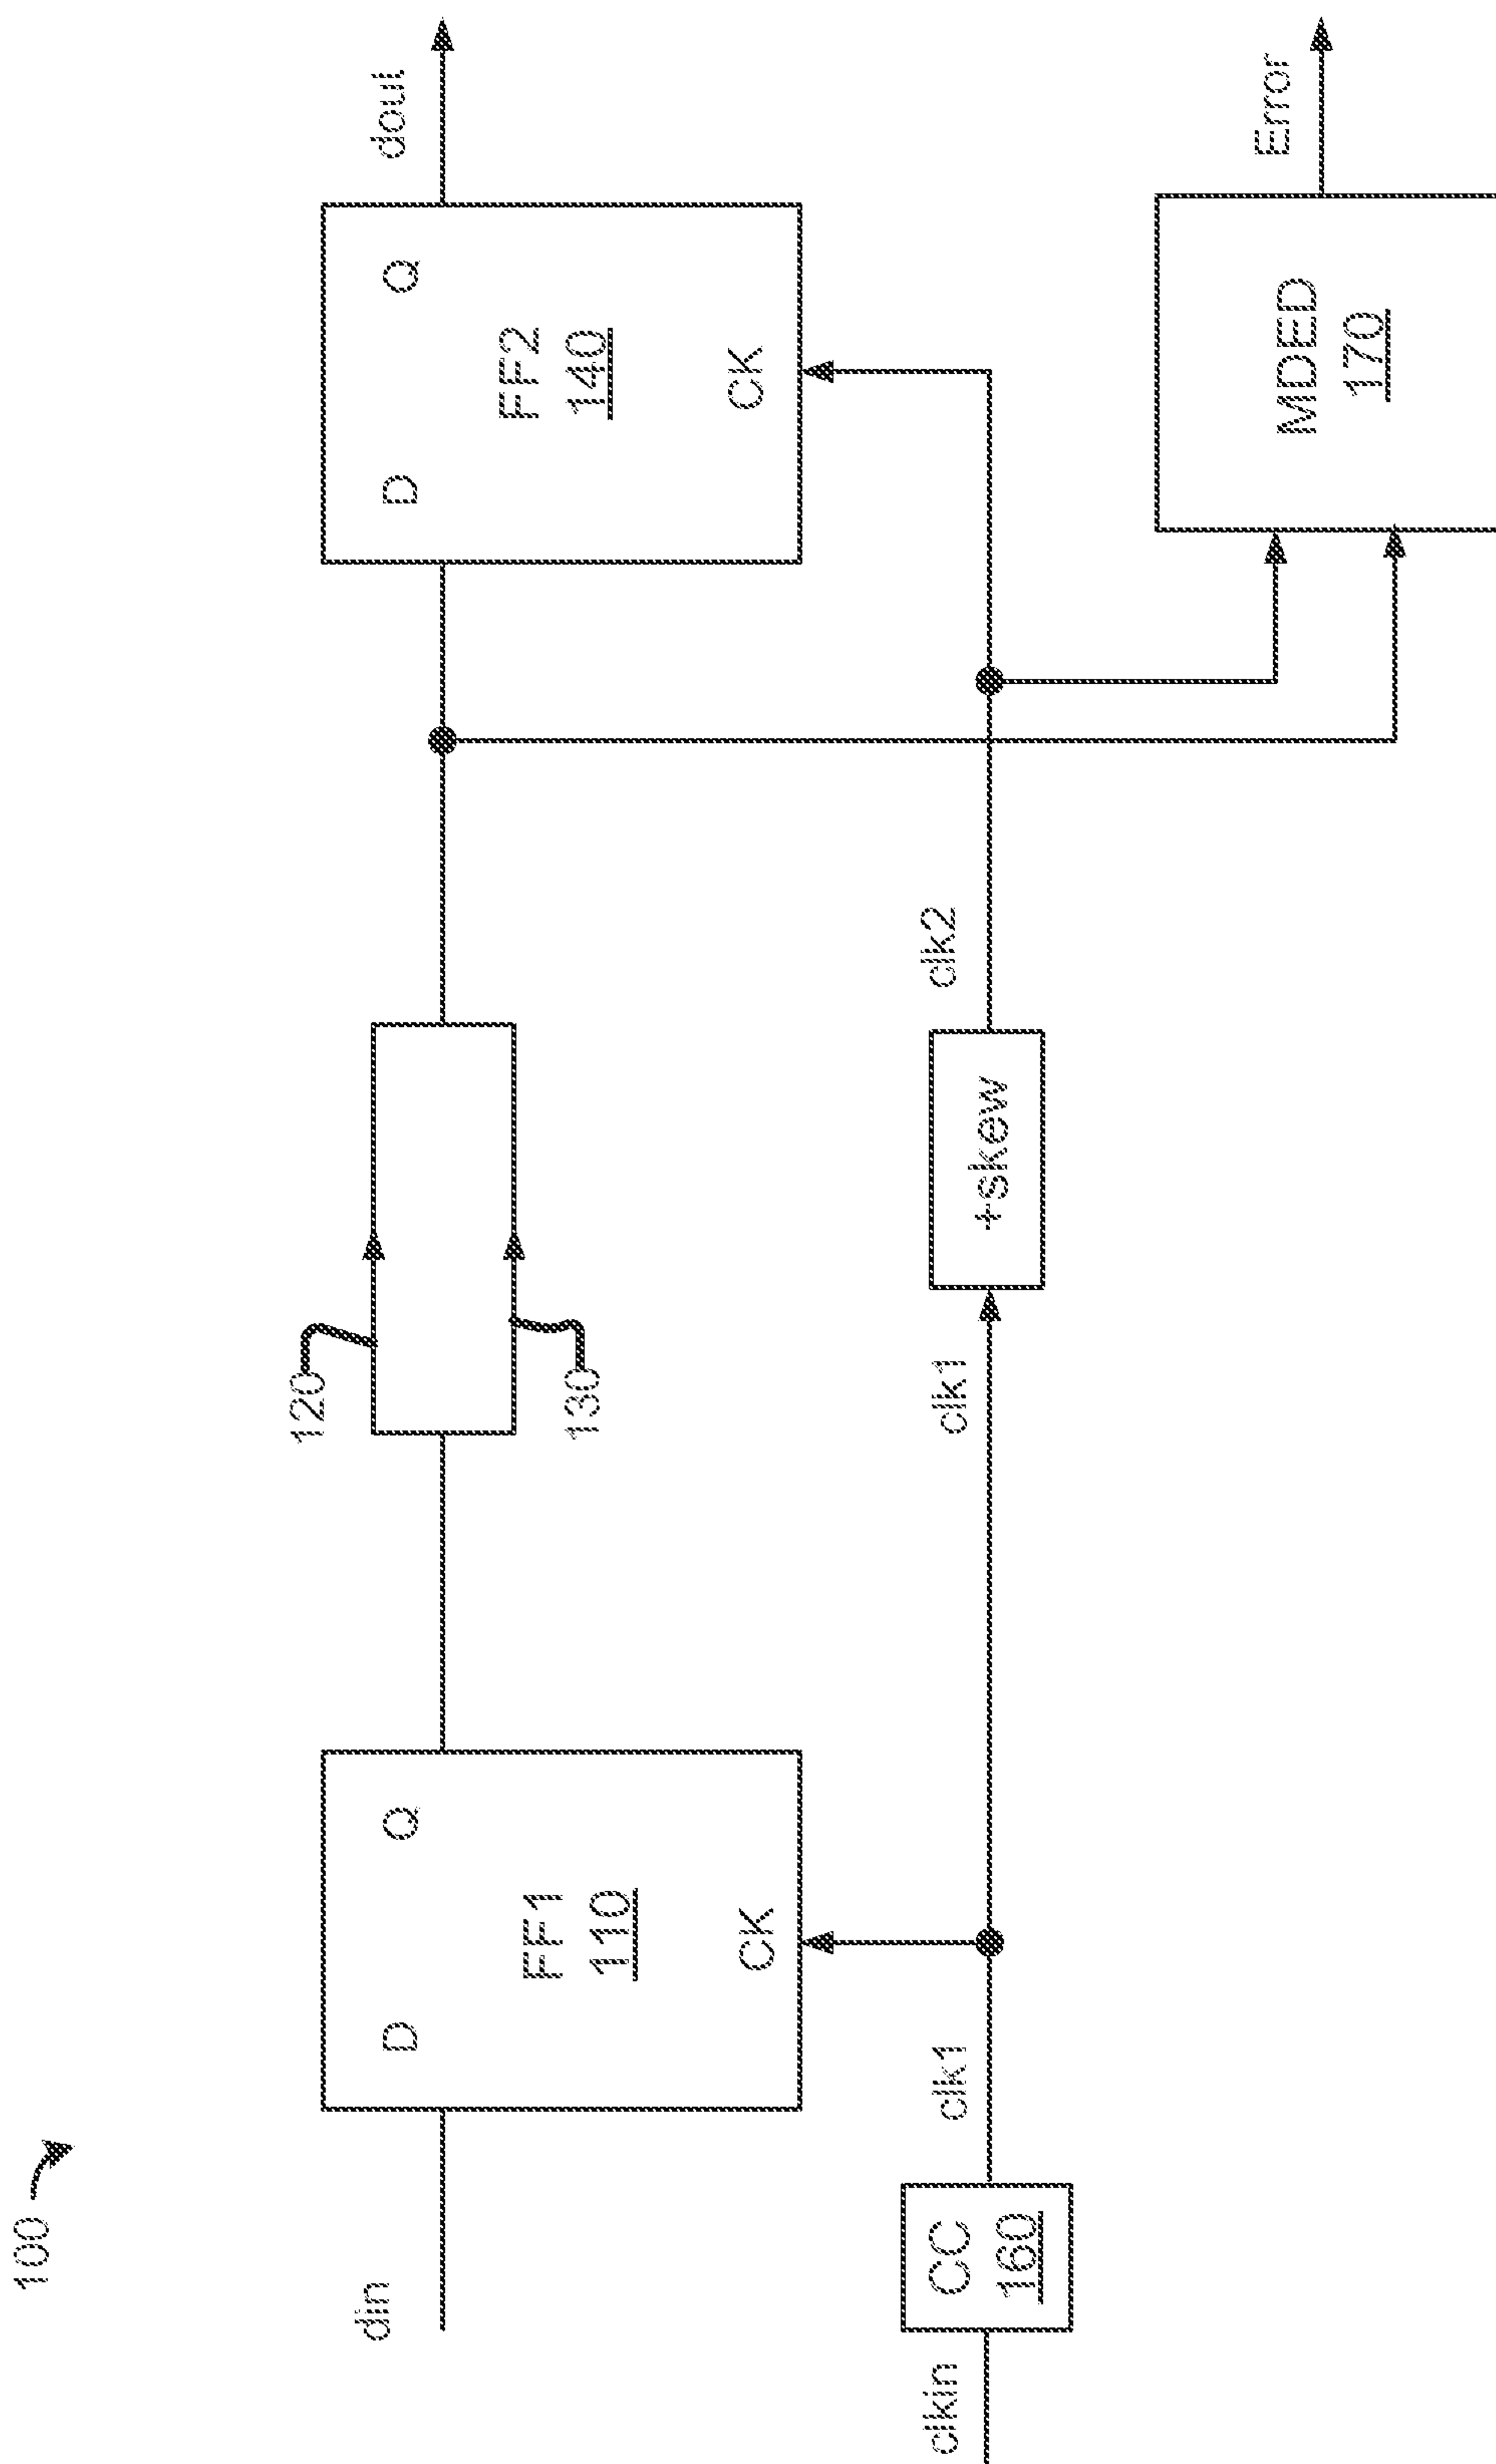 100
din
D
Q
FF1
110
CK
120
130
D
Q
FF2
140
CK
dout
clkin
CC
160
clk1
clk1
+skew
clk2
MDED
170
Error